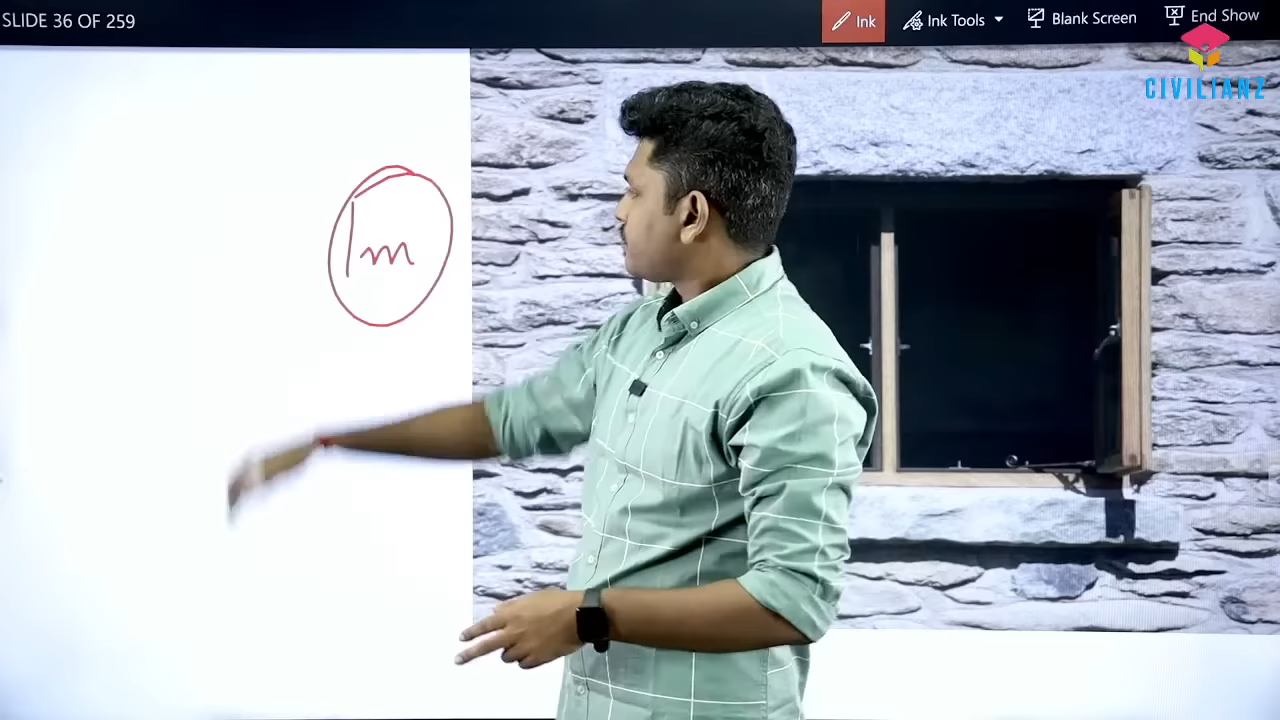 SLIDE 36 OF 259
Ink
Ink Tools
Blank Screen
End Show
CIVILIANZ
1m